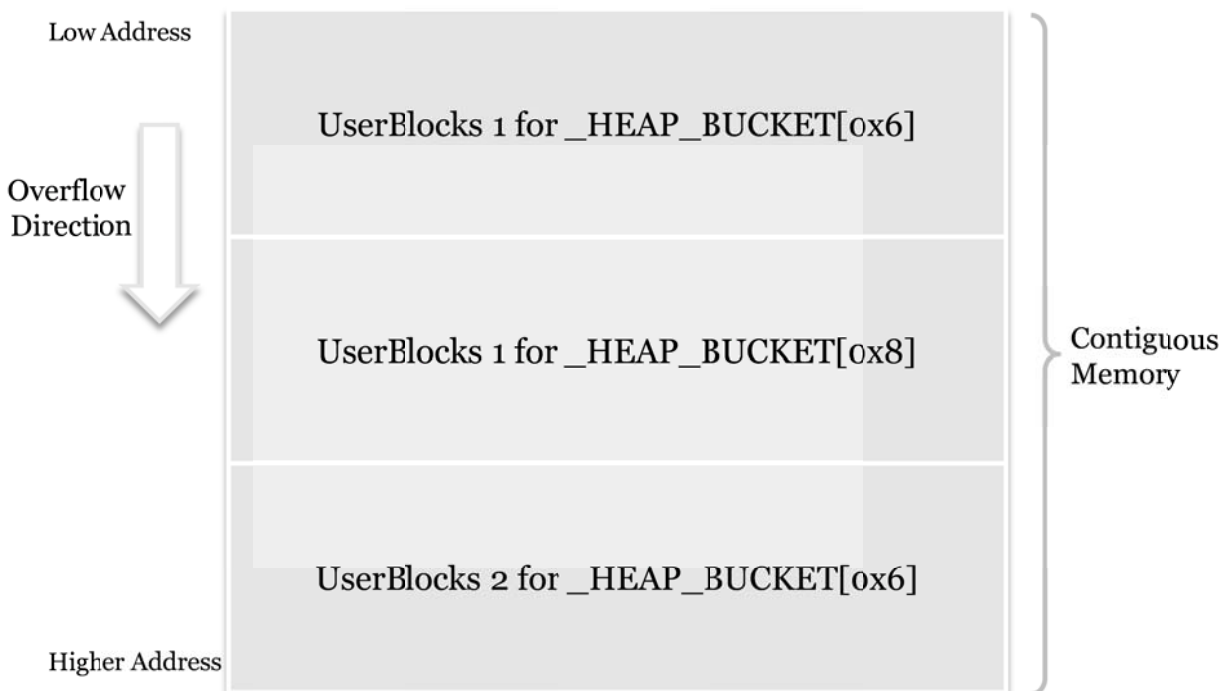 Low Address
UserBlocks 1 for _HEAP_BUCKET[0x6]
Overflow
Direction
UserBlocks 1 for _HEAP_BUCKET[0x8]
Contiguous
Memory
UserBlocks 2 for _HEAP_BUCKET[0x6]
Higher Address